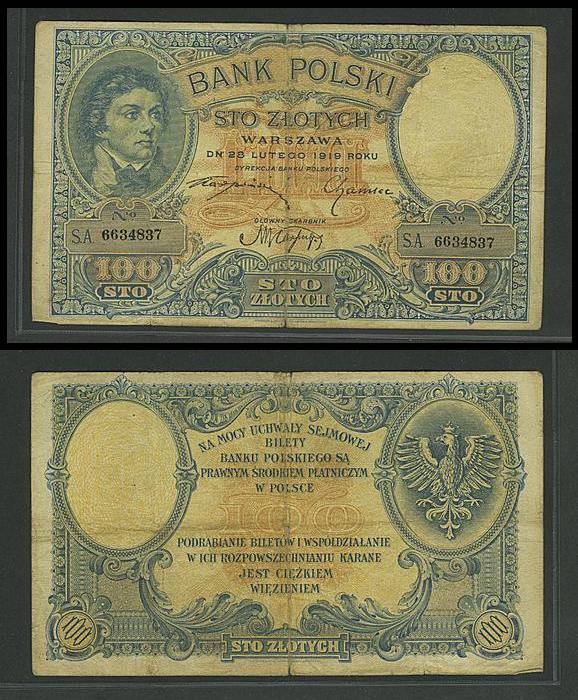 BANK POLSKI
STO ZŁOTYCH
WARSZAWA
DN 28 LUTEGO 1919 ROKU
DYREKCJA BANKU POLSKIEGO
GŁÓWNY SKARBNIK
No
S.A. 6634837
No
S.A 6634837
100
STO
STO
ZŁOTYCH
100
STO
NA MOCY UCHWAŁY SEJMOWEJ
BILETY
BANKU POLSKIEGO SĄ
PRAWNYM ŚRODKIEM PŁATNICZYM
W POLSCE
100
PODRABIANIE BILETÓW I WSPÓŁDZIAŁANIE
W ICH ROZPOWSZECHNIANIU KARANE
JEST CIĘŻKIEM
WIĘZIENIEM
100
STO ZŁOTYCH
100